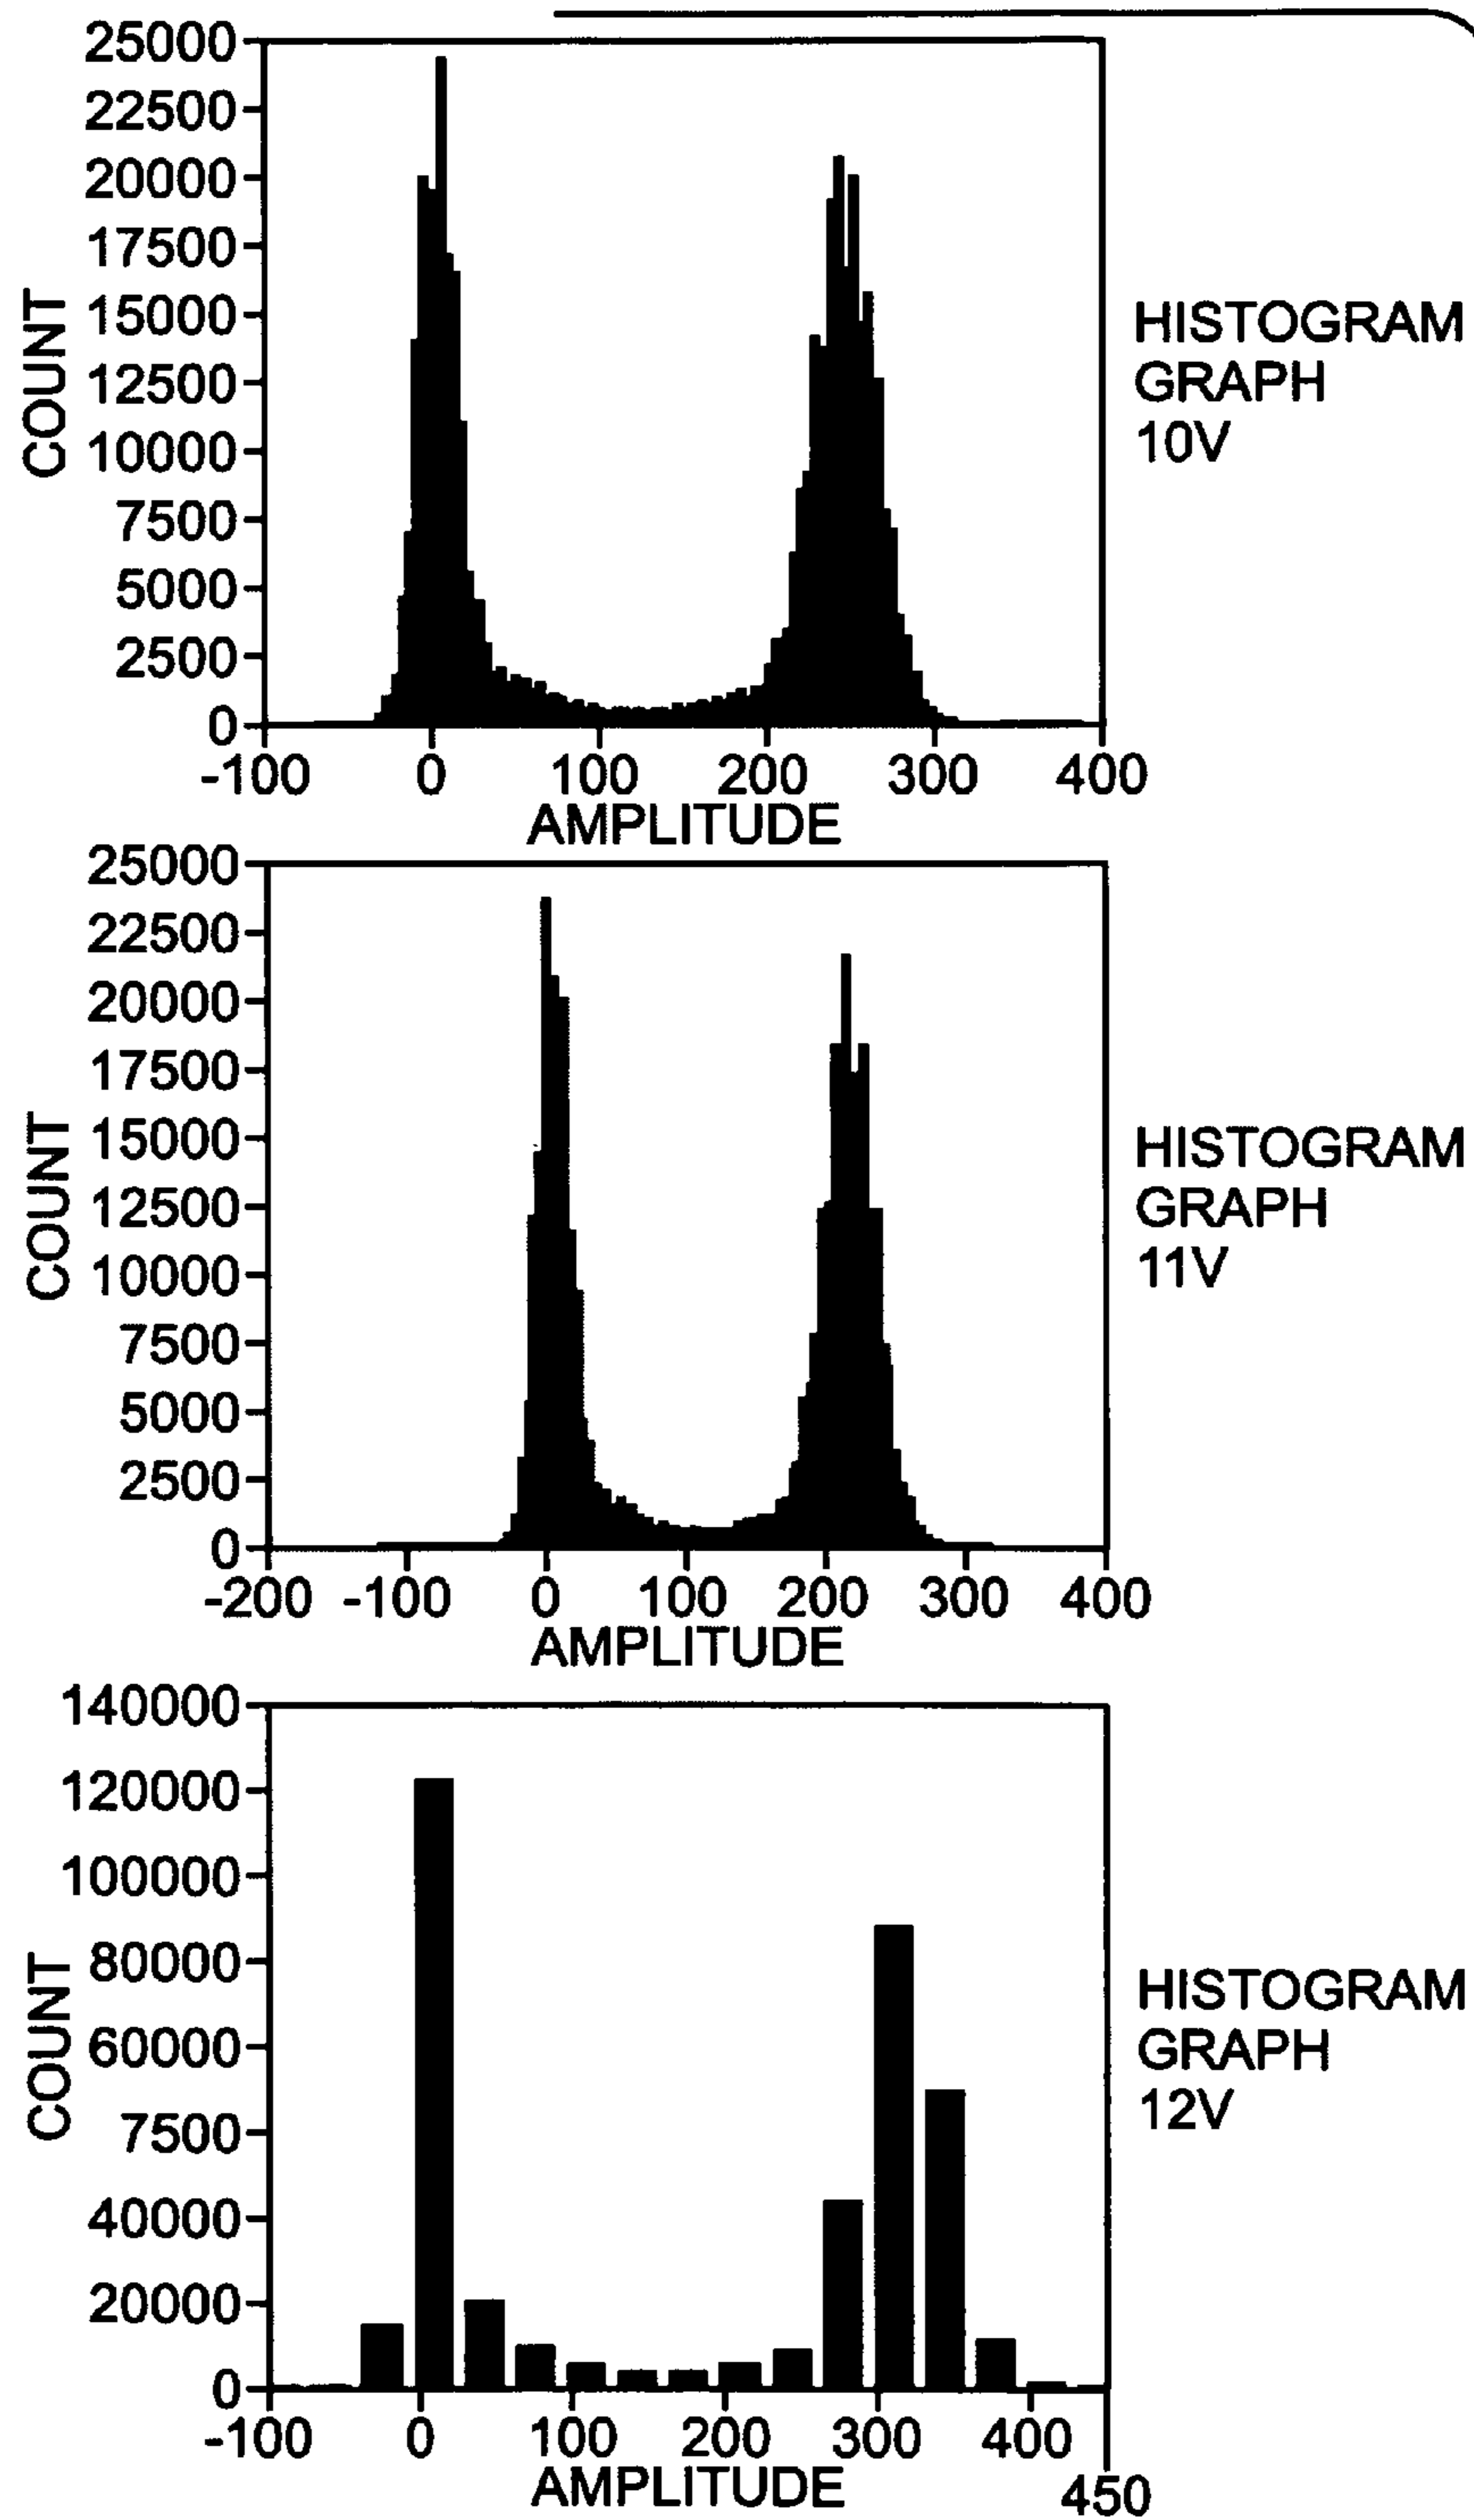 25000
22500
20000
17500
15000
12500
10000
7500
5000
2500
0
COUNT
-100 0 100 200 300 400
AMPLITUDE
HISTOGRAM
GRAPH
10V
25000
22500
20000
17500
15000
12500
10000
7500
5000
2500
0
COUNT
-200 -100 0 100 200 300 400
AMPLITUDE
HISTOGRAM
GRAPH
11V
140000
120000
100000
80000
60000
7500
40000
20000
0
COUNT
-100 0 100 200 300 400
450
AMPLITUDE
HISTOGRAM
GRAPH
12V